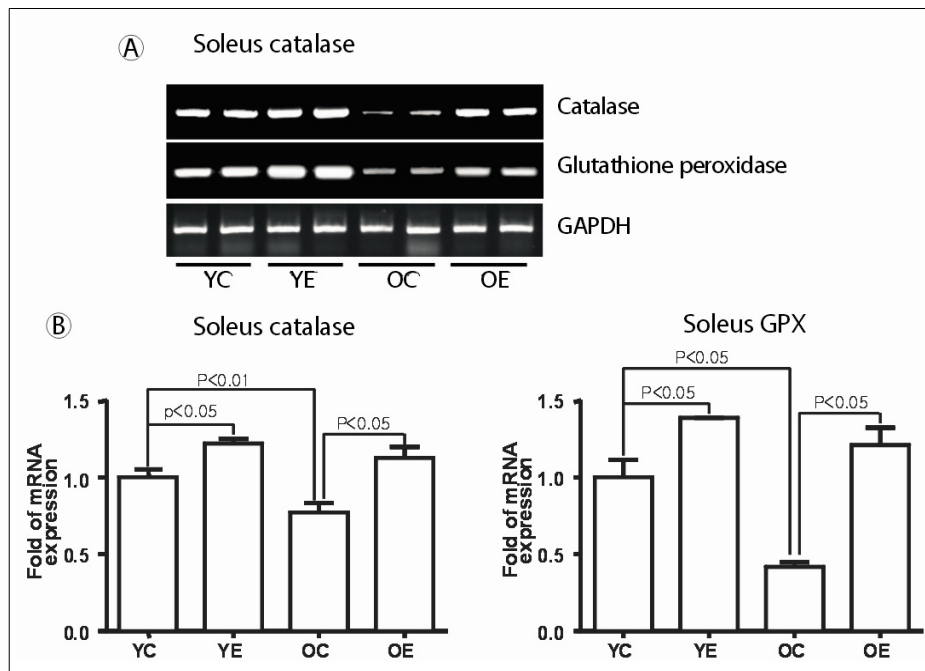 Ⓐ Soleus catalase
Catalase
Glutathione peroxidase
GAPDH
YC YE OC OE
Ⓑ Soleus catalase
P<0.01
p<0.05
P<0.05
Fold of mRNA
expression
1.5
1.0
0.5
0.0
YC YE OC OE
Soleus GPX
P<0.05
P<0.05
P<0.05
Fold of mRNA
expression
1.5
1.0
0.5
0.0
YC YE OC OE